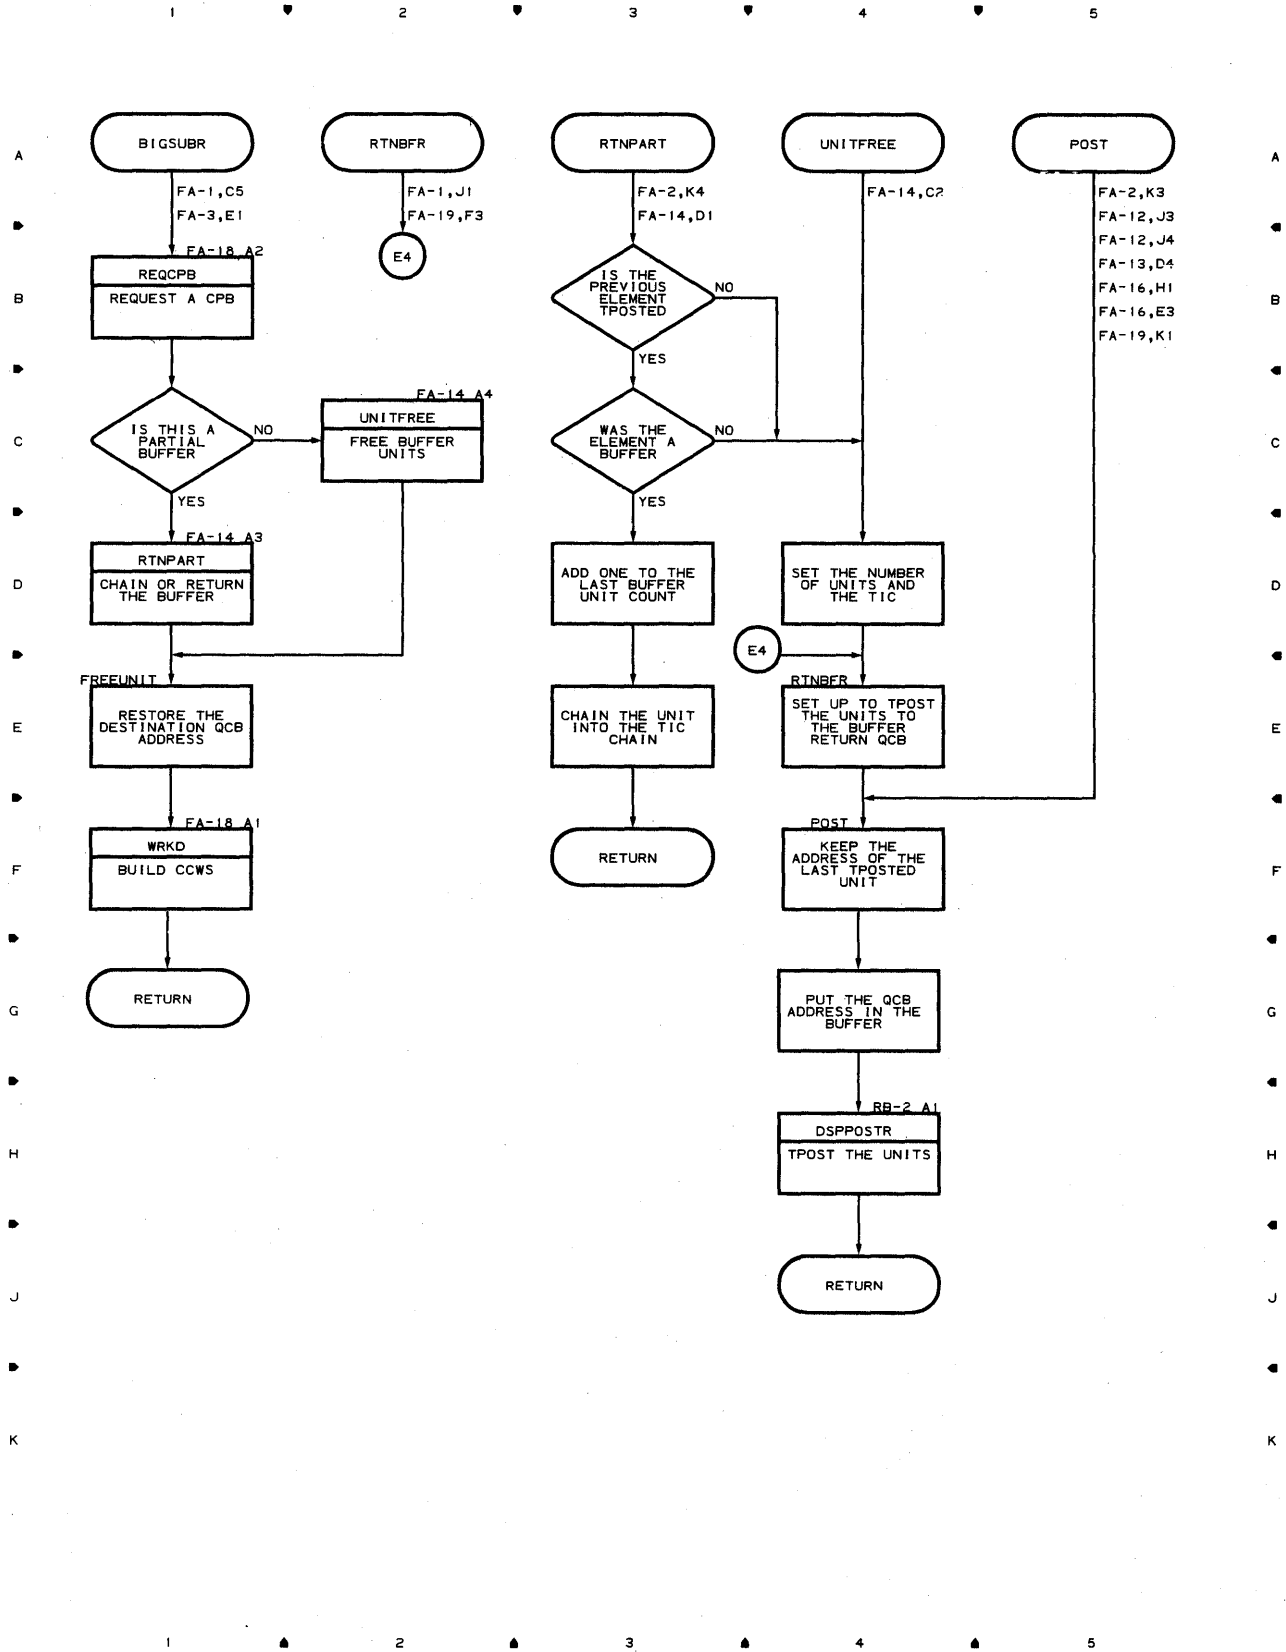 1 2 3 4 5
BIGSUBR
RTNBFR
RTNPART
UNITFREE
POST
A
A
FA-1,C5
FA-3,E1
FA-1,J1
FA-19,F3
FA-2,K4
FA-14,D1
FA-14,C2
FA-2,K3
FA-12,J3
FA-12,J4
FA-13,D4
FA-16,H1
FA-16,E3
FA-19,K1
E4
FA-18 A2
REQCPB
REQUEST A CPB
IS THE
PREVIOUS
ELEMENT
TPOSTED
NO
YES
B
B
IS THIS A
PARTIAL
BUFFER
NO
YES
FA-14 A4
UNITFREE
FREE BUFFER
UNITS
WAS THE
ELEMENT A
BUFFER
NO
YES
C
C
FA-14 A3
RTNPART
CHAIN OR RETURN
THE BUFFER
ADD ONE TO THE
LAST BUFFER
UNIT COUNT
SET THE NUMBER
OF UNITS AND
THE TIC
D
D
E4
FREEUNIT
RESTORE THE
DESTINATION QCB
ADDRESS
CHAIN THE UNIT
INTO THE TIC
CHAIN
RTNBFR
SET UP TO TPOST
THE UNITS TO
THE BUFFER
RETURN QCB
E
E
FA-18 A1
WRKD
BUILD CCWS
RETURN
POST
KEEP THE
ADDRESS OF THE
LAST TPOSTED
UNIT
F
F
RETURN
PUT THE QCB
ADDRESS IN THE
BUFFER
G
G
RB-2 A1
DSPPOSTR
TPOST THE UNITS
H
H
RETURN
J
J
K
K
1 2 3 4 5